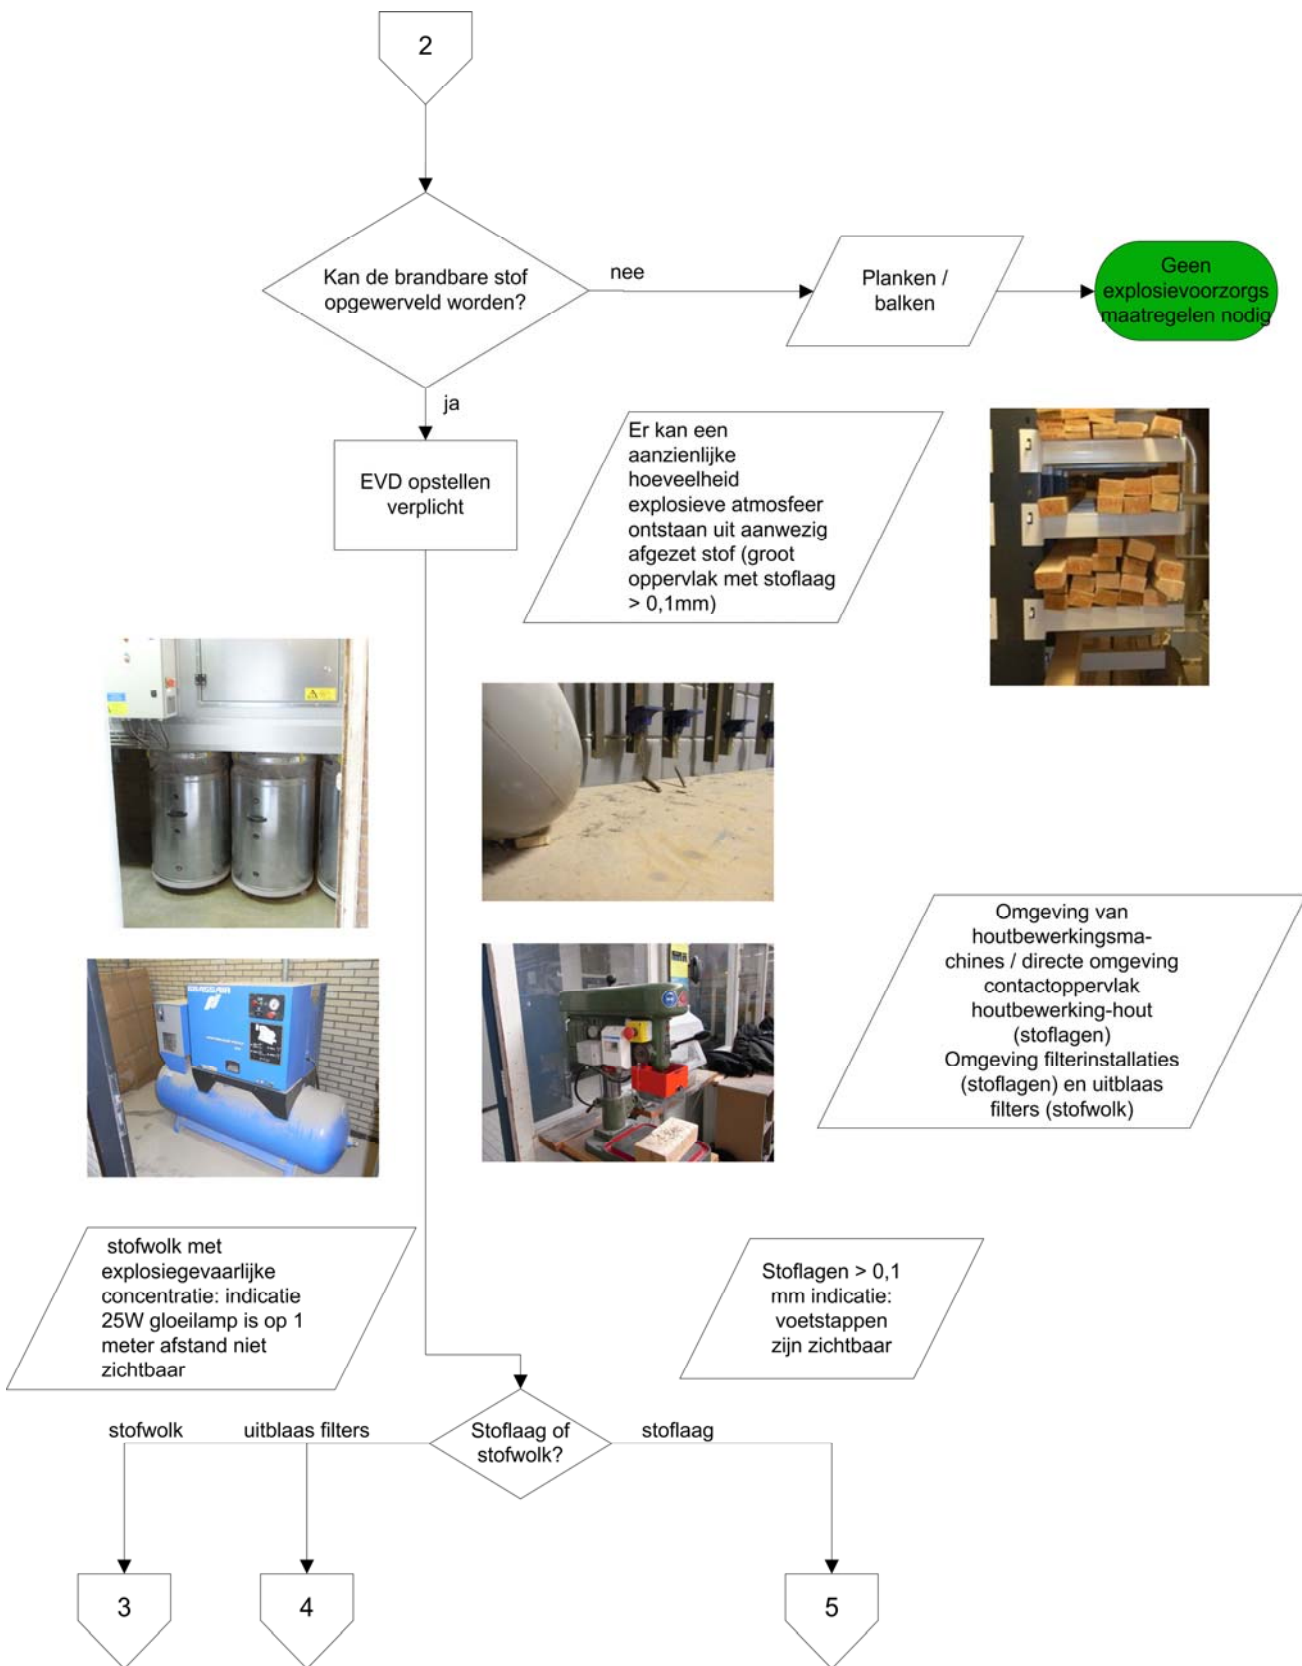 2
Kan de brandbare stof
opgewerveld worden?
nee
Planken /
balken
Geen
explosievoorzorgs
maatregelen nodig
ja
EVD opstellen
verplicht
Er kan een
aanzienlijke
hoeveelheid
explosieve atmosfeer
ontstaan uit aanwezig
afgezet stof (groot
oppervlak met stoflaag
> 0,1mm)
Omgeving van
houtbewerkingsma-
chines / directe omgeving
contactoppervlak
houtbewerking-hout
(stoflagen)
Omgeving filterinstallaties
(stoflagen) en uitblaas
filters (stofwolk)
stofwolk met
explosiegevaarlijke
concentratie: indicatie
25W gloeilamp is op 1
meter afstand niet
zichtbaar
Stoflagen > 0,1
mm indicatie:
voetstappen
zijn zichtbaar
Stoflaag of
stofwolk?
stofwolk
uitblaas filters
stoflaag
3
4
5